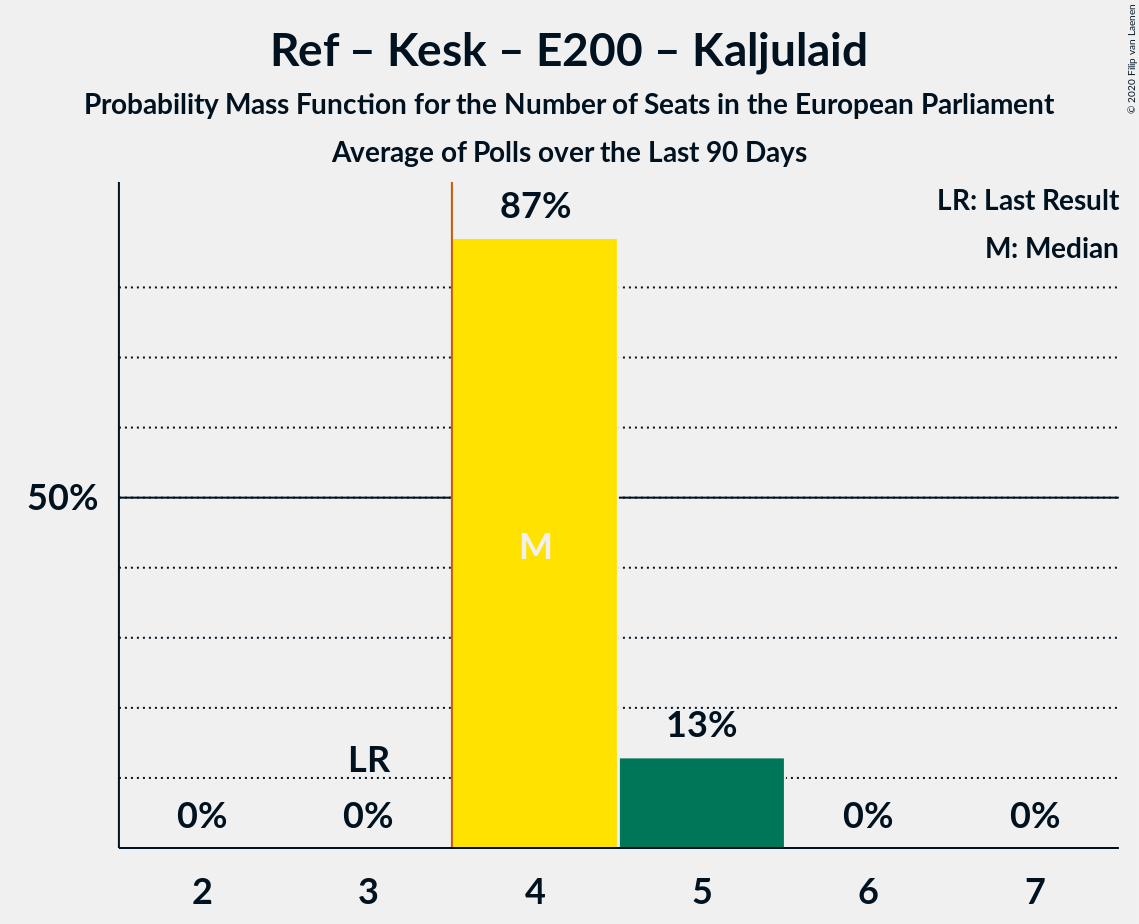 Ref – Kesk – E200 – Kaljulaid
Probability Mass Function for the Number of Seats in the European Parliament
Average of Polls over the Last 90 Days
© 2020 Filip van Laenen
LR: Last Result
M: Median
87%
50%
M
13%
LR
0%
0%
0%
0%
2
3
4
5
6
7